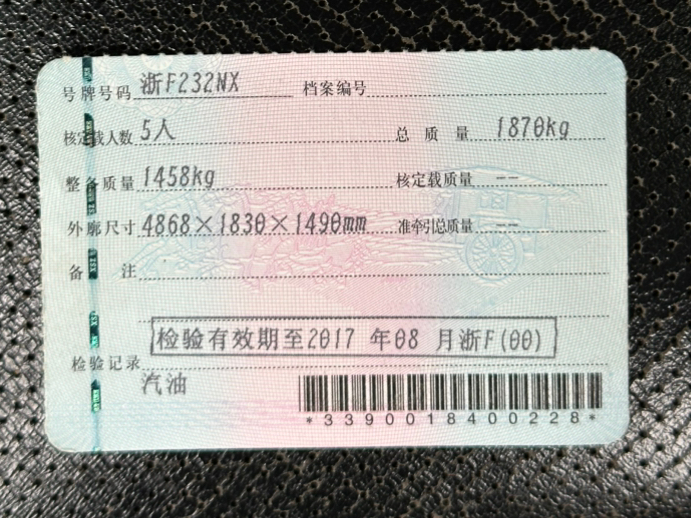 号牌号码 浙F232NX 档案编号
核定载人数 5人 总质量 1870kg
整备质量 1458kg 核定载质量 --
外廓尺寸 4868×1830×1490mm 准牵引总质量 --
备注
检验有效期至2017 年08 月浙F(00)
检验记录
汽油
*3390018400228*